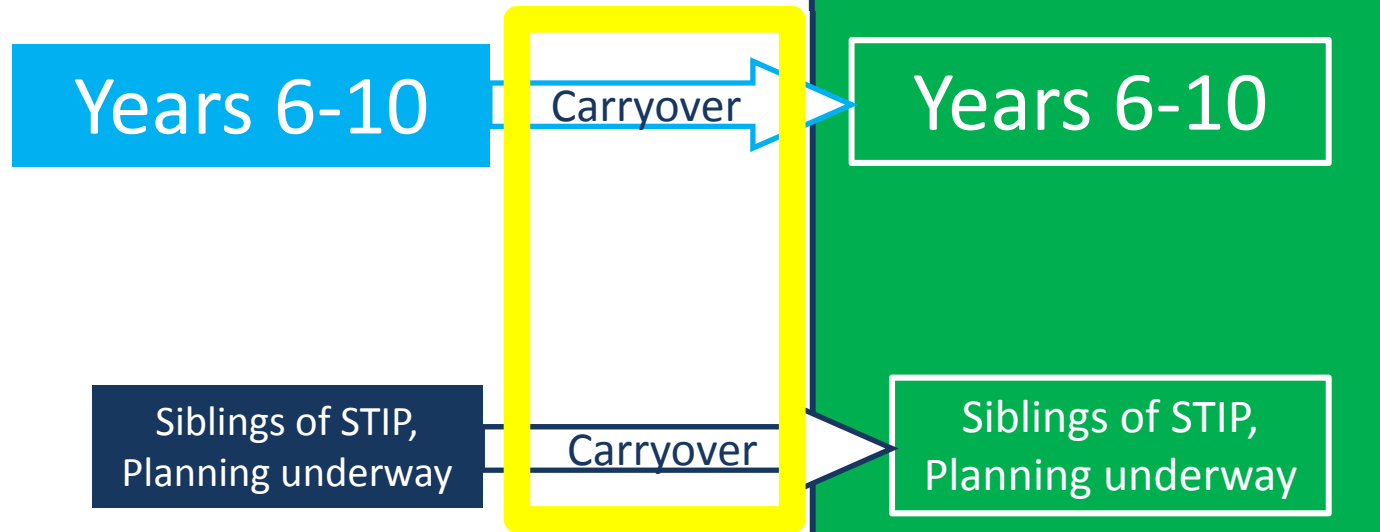 Years 6-10
Carryover
Years 6-10
Siblings of STIP,
Planning underway
Carryover
Siblings of STIP,
Planning underway